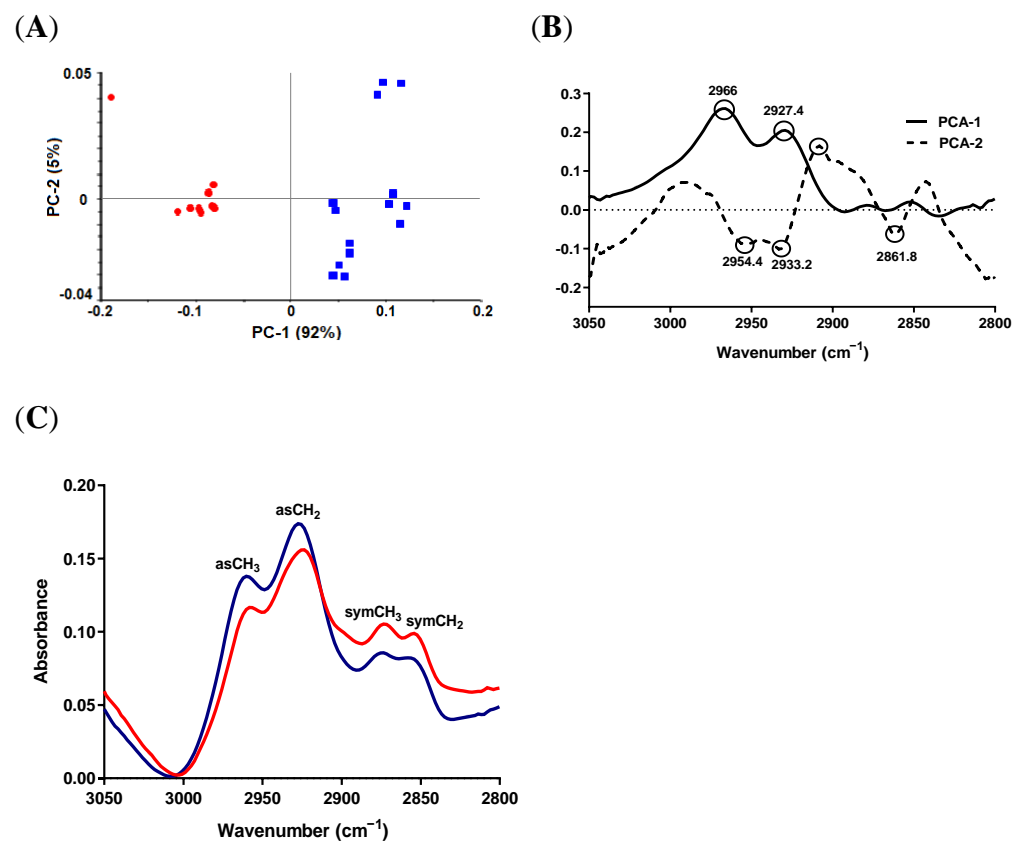 (A)
0.05
0
-0.04
PC-2 (5%)
-0.2
-0.1
0
0.1
0.2
PC-1 (92%)
(B)
0.3
0.2
0.1
0.0
-0.1
-0.2
2966
2927.4
PCA-1
PCA-2
2954.4
2933.2
2861.8
3050
3000
2950
2900
2850
2800
Wavenumber (cm⁻¹)
(C)
0.20
0.15
0.10
0.05
0.00
Absorbance
asCH₃
asCH₂
symCH₃
symCH₂
3050
3000
2950
2900
2850
2800
Wavenumber (cm⁻¹)